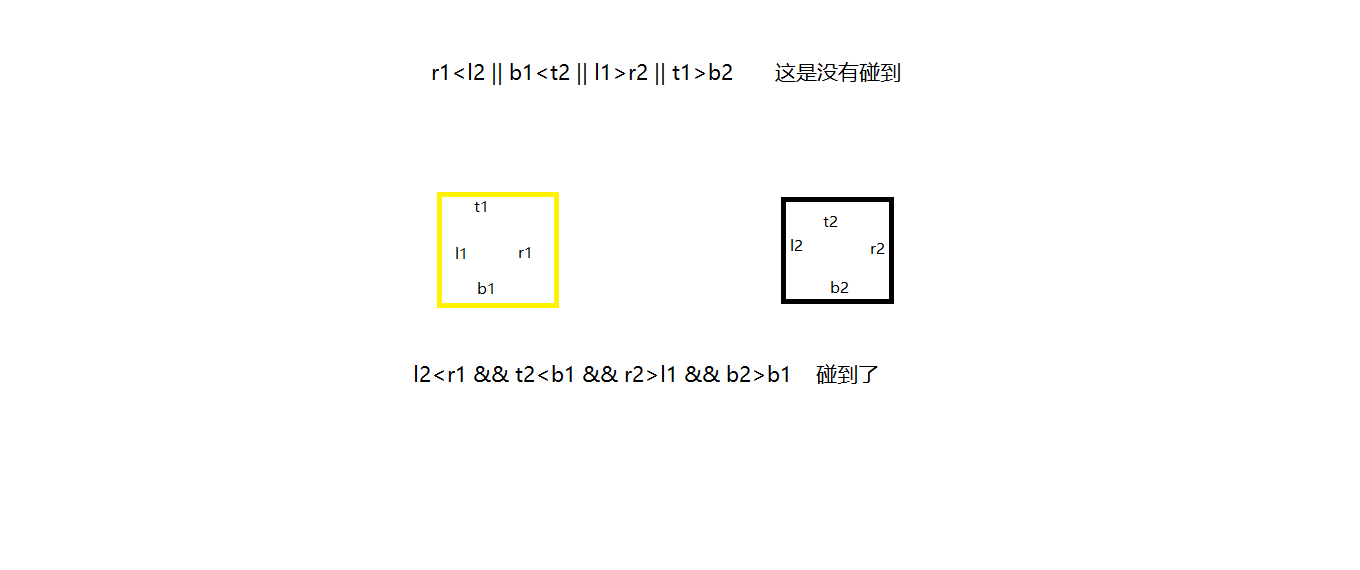 r1<l2 || b1<t2 || l1>r2 || t1>b2 这是没有碰到
t1
t2
l1
r1
l2
r2
b1
b2
l2<r1 && t2<b1 && r2>l1 && b2>b1 碰到了